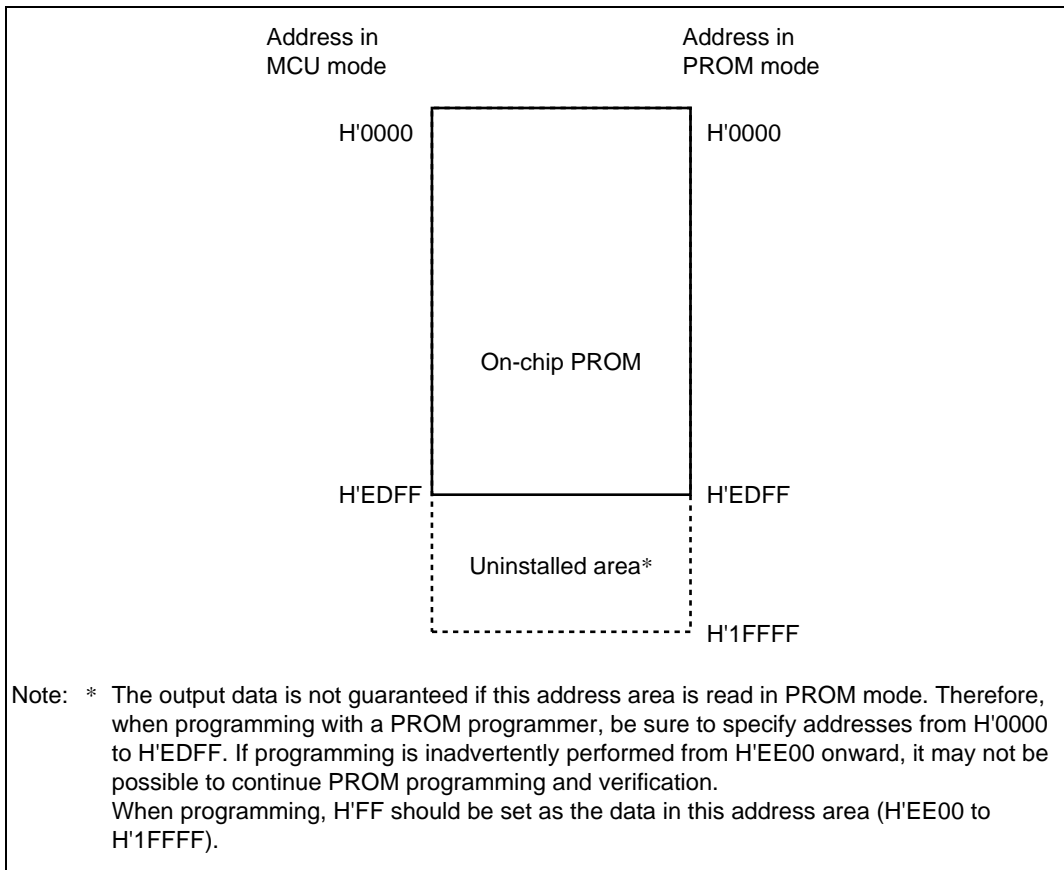 Address in MCU mode
Address in PROM mode
H'0000
H'0000
On-chip PROM
H'EDFF
H'EDFF
Uninstalled area*
H'1FFFF
Note: * The output data is not guaranteed if this address area is read in PROM mode. Therefore,
when programming with a PROM programmer, be sure to specify addresses from H'0000
to H'EDFF. If programming is inadvertently performed from H'EE00 onward, it may not be
possible to continue PROM programming and verification.
When programming, H'FF should be set as the data in this address area (H'EE00 to
H'1FFFF).